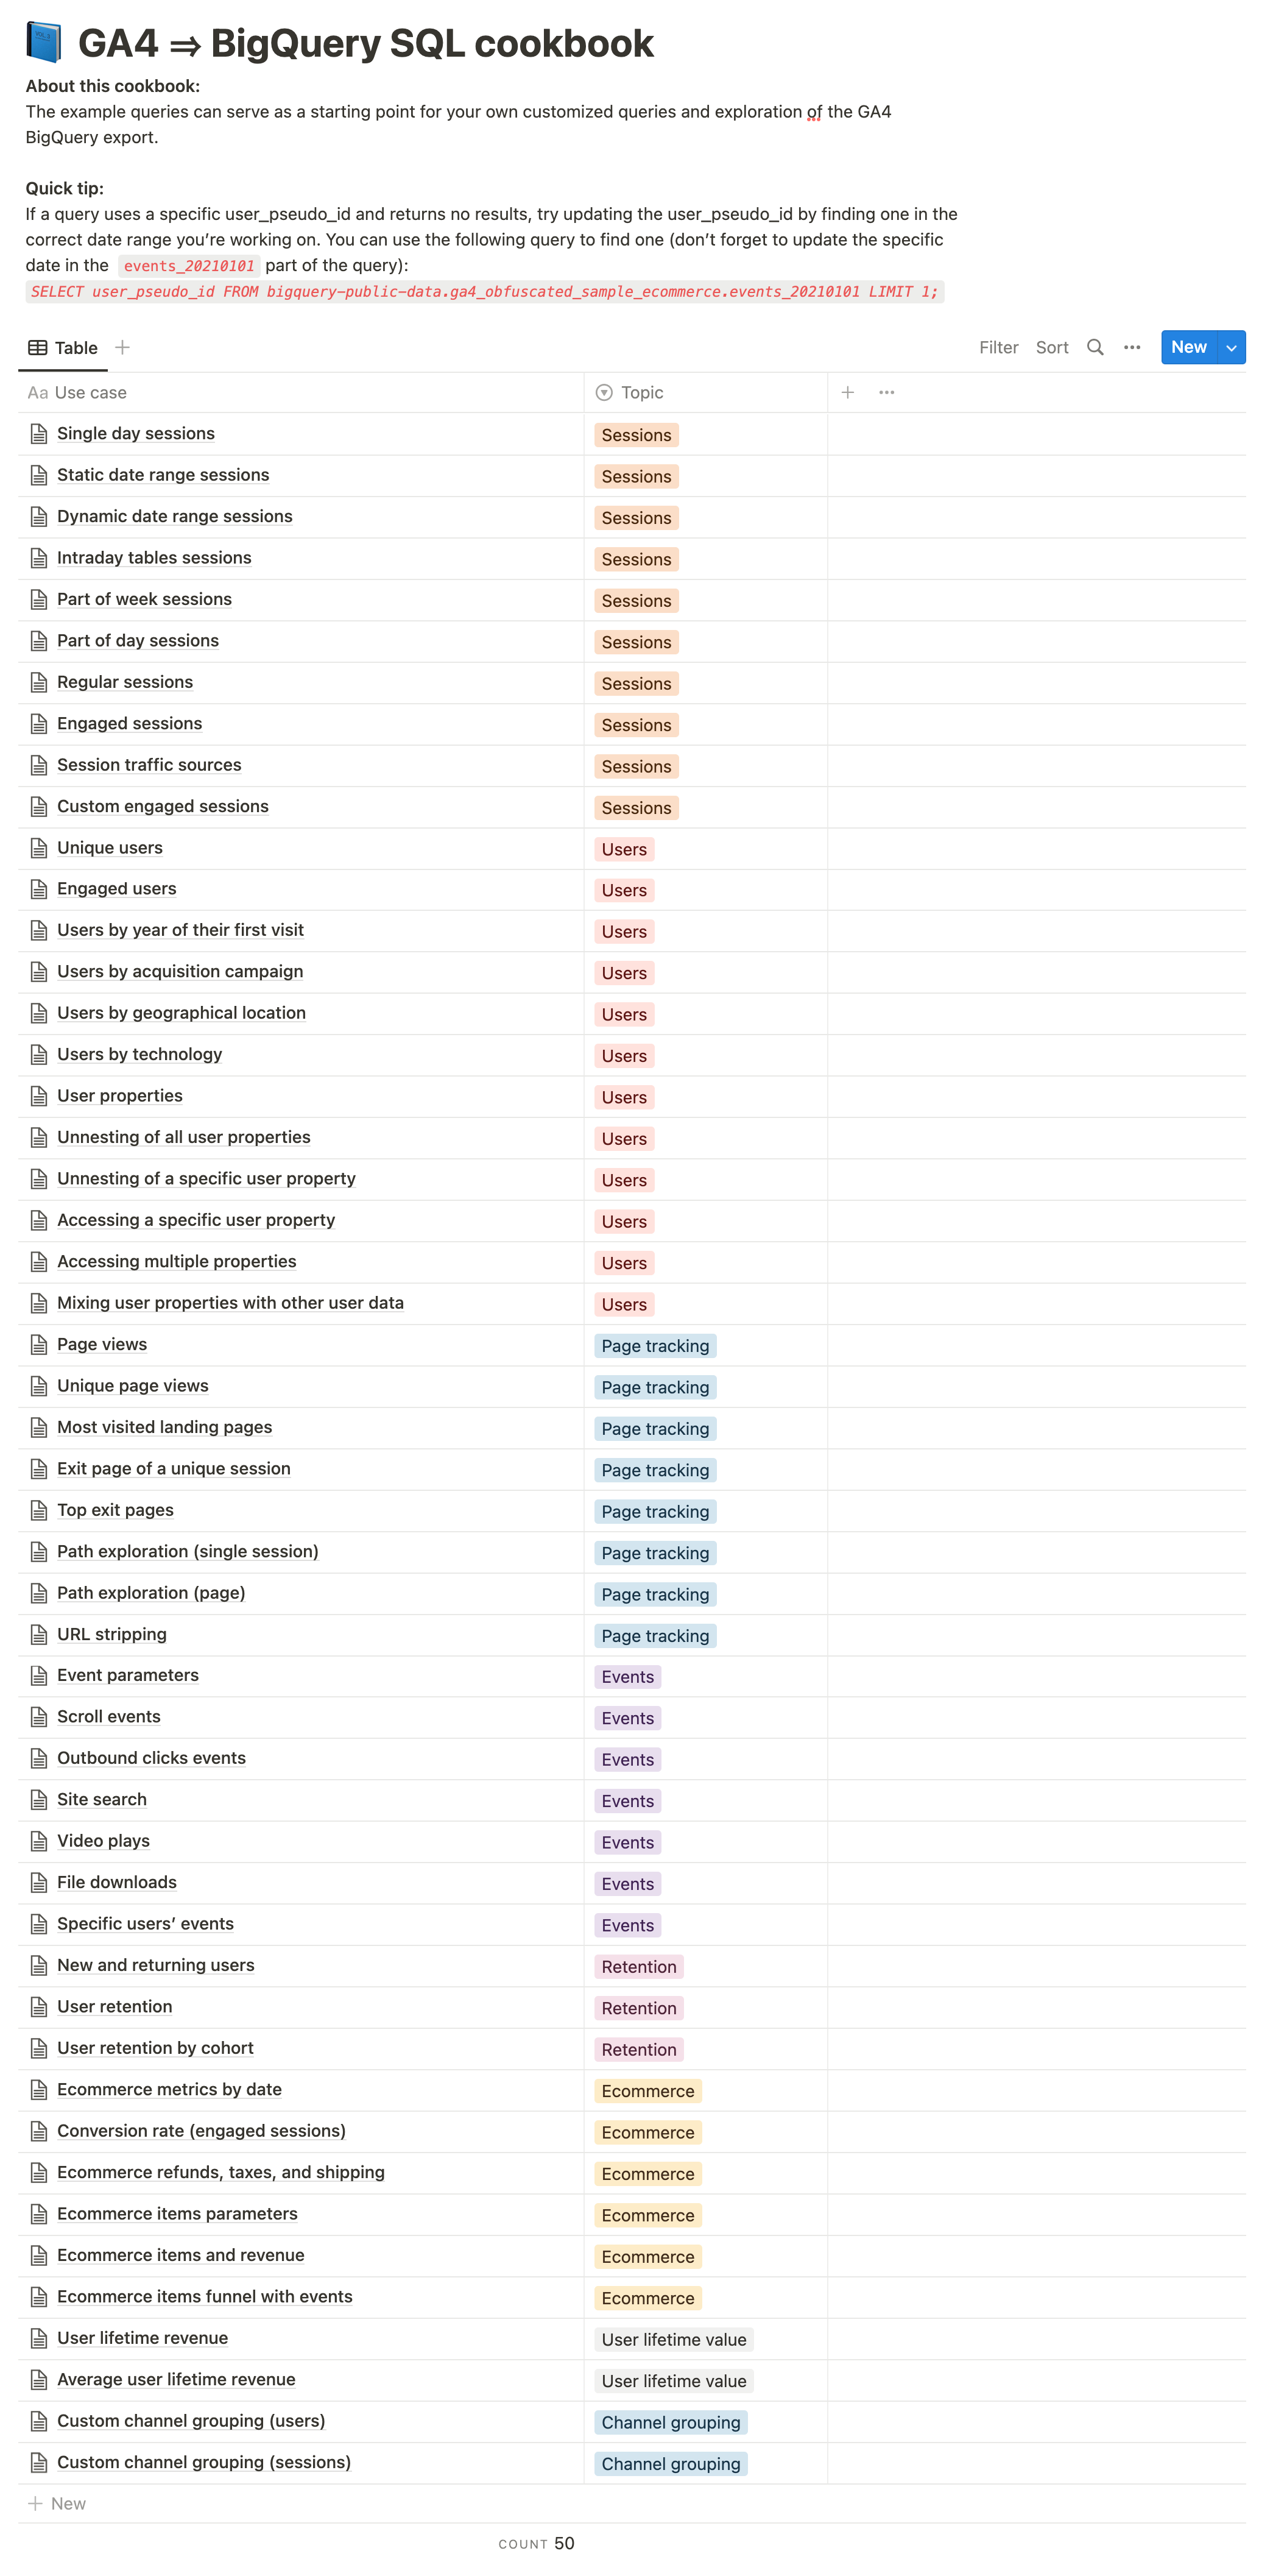 GA4 ⇒ BigQuery SQL cookbook
About this cookbook:
The example queries can serve as a starting point for your own customized queries and exploration of the GA4
BigQuery export.
Quick tip:
If a query uses a specific user_pseudo_id and returns no results, try updating the user_pseudo_id by finding one in the
correct date range you’re working on. You can use the following query to find one (don’t forget to update the specific
date in the events_20210101 part of the query):
SELECT user_pseudo_id FROM bigquery-public-data.ga4_obfuscated_sample_ecommerce.events_20210101 LIMIT 1;
Table + Filter Sort ••• New
Aa Use case Topic + •••
Single day sessions Sessions
Static date range sessions Sessions
Dynamic date range sessions Sessions
Intraday tables sessions Sessions
Part of week sessions Sessions
Part of day sessions Sessions
Regular sessions Sessions
Engaged sessions Sessions
Session traffic sources Sessions
Custom engaged sessions Sessions
Unique users Users
Engaged users Users
Users by year of their first visit Users
Users by acquisition campaign Users
Users by geographical location Users
Users by technology Users
User properties Users
Unnesting of all user properties Users
Unnesting of a specific user property Users
Accessing a specific user property Users
Accessing multiple properties Users
Mixing user properties with other user data Users
Page views Page tracking
Unique page views Page tracking
Most visited landing pages Page tracking
Exit page of a unique session Page tracking
Top exit pages Page tracking
Path exploration (single session) Page tracking
Path exploration (page) Page tracking
URL stripping Page tracking
Event parameters Events
Scroll events Events
Outbound clicks events Events
Site search Events
Video plays Events
File downloads Events
Specific users’ events Events
New and returning users Retention
User retention Retention
User retention by cohort Retention
Ecommerce metrics by date Ecommerce
Conversion rate (engaged sessions) Ecommerce
Ecommerce refunds, taxes, and shipping Ecommerce
Ecommerce items parameters Ecommerce
Ecommerce items and revenue Ecommerce
Ecommerce items funnel with events Ecommerce
User lifetime revenue User lifetime value
Average user lifetime revenue User lifetime value
Custom channel grouping (users) Channel grouping
Custom channel grouping (sessions) Channel grouping
+ New
COUNT 50